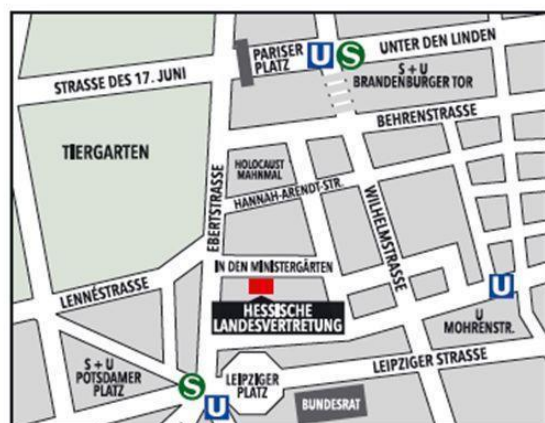 PARISER
PLATZ
U
S
UNTER DEN LINDEN
STRASSE DES 17. JUNI
S + U
BRANDENBURGER TOR
BEHRENSTRASSE
TIERGARTEN
HOLOCAUST
MAHNMAL
HANNAH-ARENDT-STR.
EBERTSTRASSE
WILHELMSTRASSE
IN DEN MINISTERGÄRTEN
LENNÉSTRASSE
HESSISCHE
LANDESVERTRETUNG
U
U
MOHRENSTR.
S + U
POTSDAMER
PLATZ
S
U
LEIPZIGER
PLATZ
LEIPZIGER STRASSE
BUNDESRAT